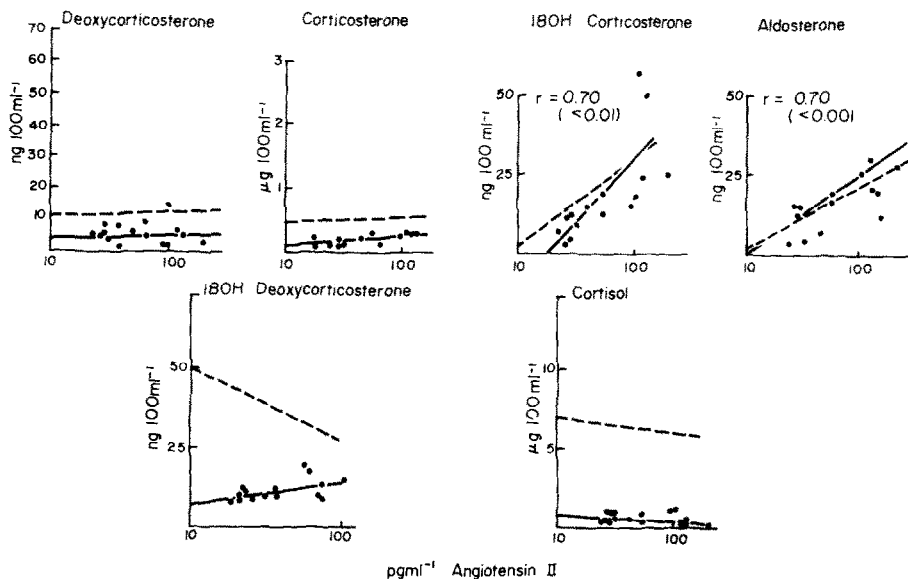 Deoxycorticosterone
70
60
50
40
30
20
10
ng 100ml⁻¹
10
100
Corticosterone
3
2
1
μg 100ml⁻¹
10
100
18OH Corticosterone
r = 0.70
(<0.01)
50
25
ng 100ml⁻¹
10
100
Aldosterone
r = 0.70
(<0.001
50
25
ng 100ml⁻¹
10
100
18OH Deoxycorticosterone
50
25
ng 100ml⁻¹
10
100
Cortisol
10
5
μg 100ml⁻¹
10
100
pgml⁻¹ Angiotensin II